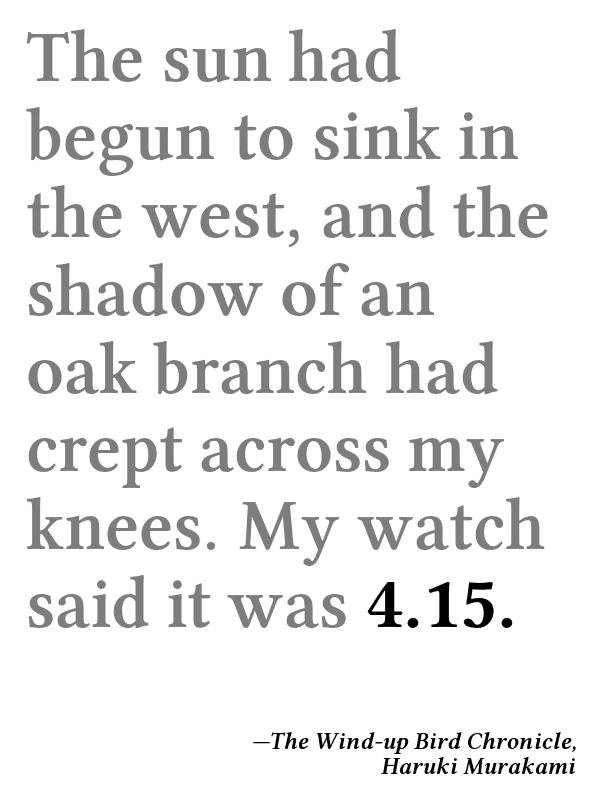 The sun had
begun to sink in
the west, and the
shadow of an
oak branch had
crept across my
knees. My watch
said it was 4.15.
—The Wind-up Bird Chronicle,
Haruki Murakami